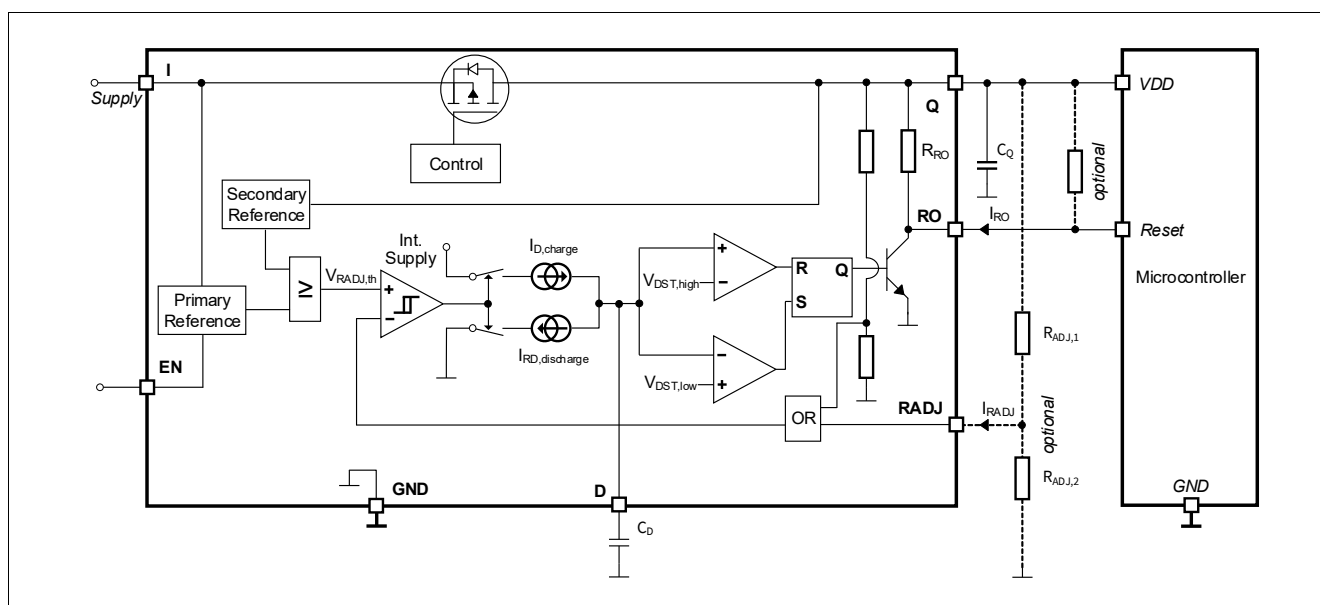 I
Supply
Q
VDD
Control
R_RO
C_Q
optional
Secondary
Reference
RO
I_RO
Reset
Int.
Supply
I_D,charge
Microcontroller
V_RADJ,th
≥1
V_DST,high
R
Q
S
Primary
Reference
I_RD,discharge
R_ADJ,1
EN
V_DST,low
OR
RADJ
I_RADJ
optional
R_ADJ,2
GND
D
GND
C_D